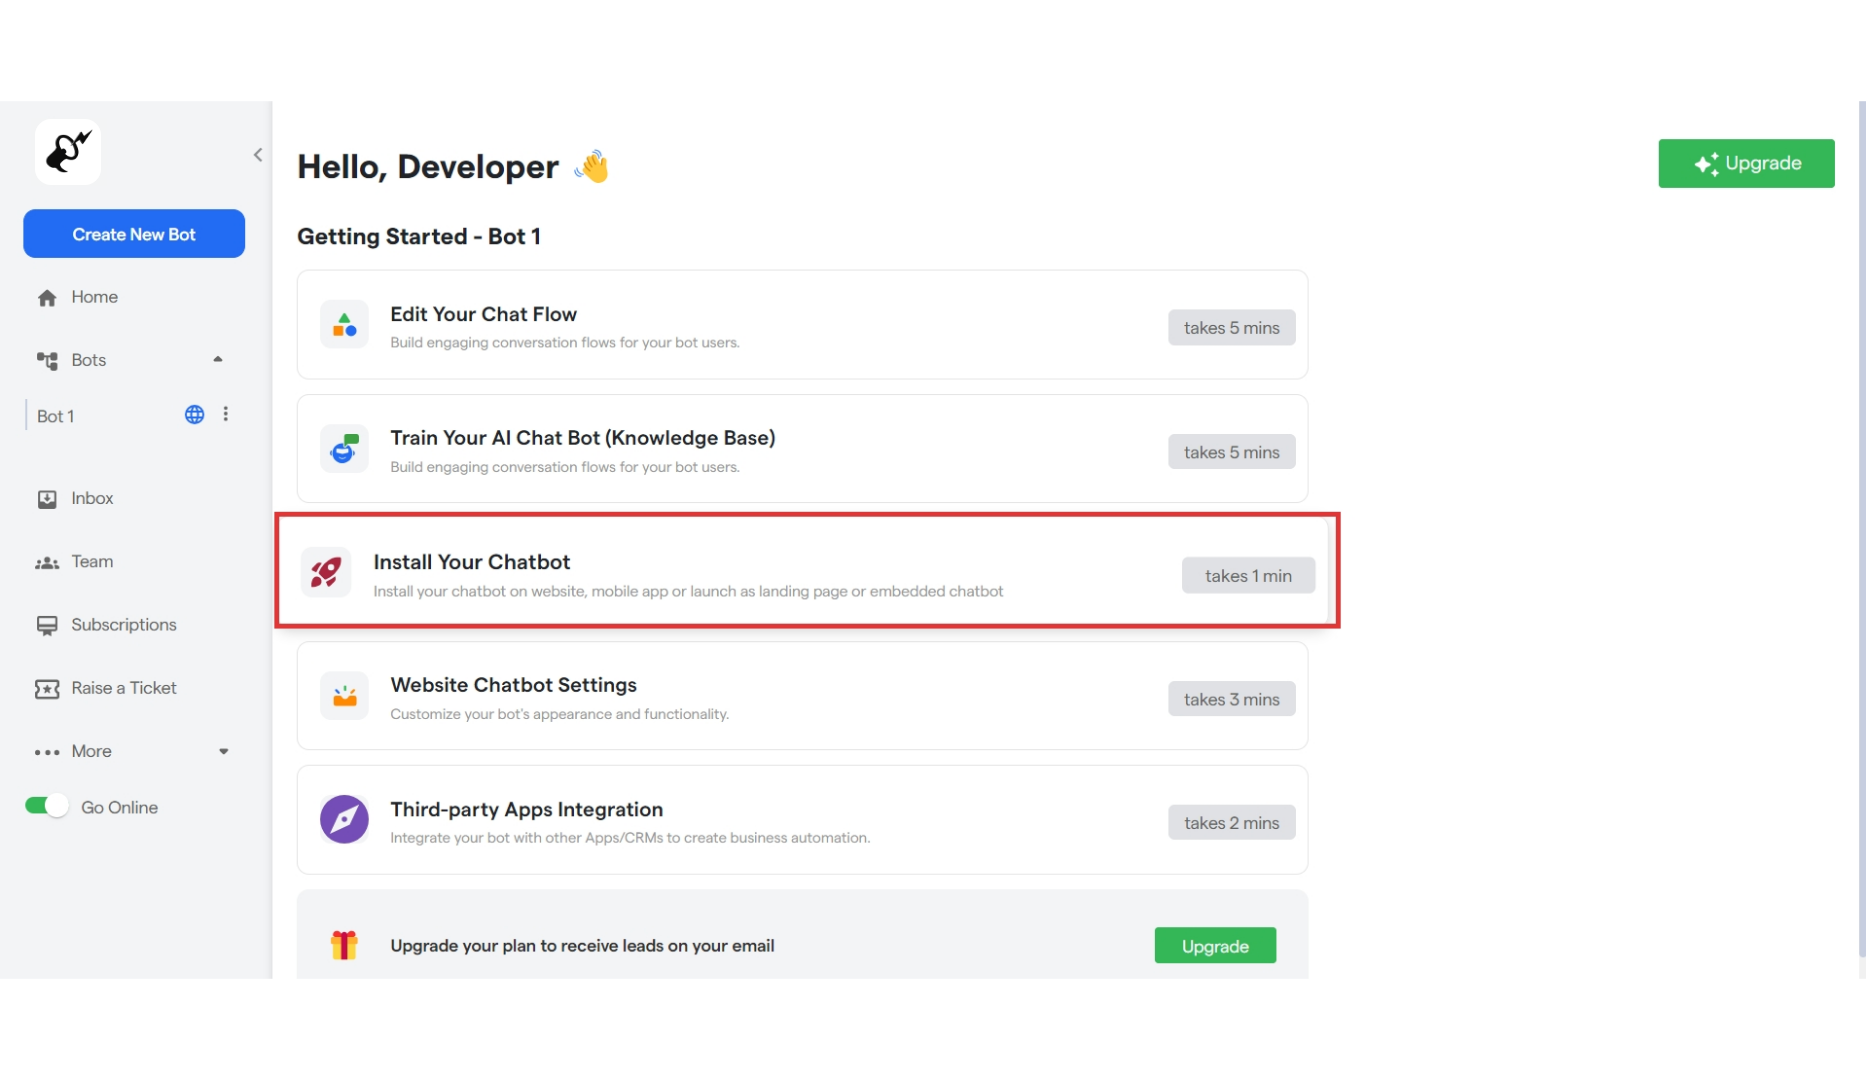 Create New Bot
Home
Bots
Bot 1
Inbox
Team
Subscriptions
Raise a Ticket
More
Go Online
Hello, Developer
Upgrade
Getting Started - Bot 1
Edit Your Chat Flow
Build engaging conversation flows for your bot users.
takes 5 mins
Train Your AI Chat Bot (Knowledge Base)
Build engaging conversation flows for your bot users.
takes 5 mins
Install Your Chatbot
Install your chatbot on website, mobile app or launch as landing page or embedded chatbot
takes 1 min
Website Chatbot Settings
Customize your bot's appearance and functionality.
takes 3 mins
Third-party Apps Integration
Integrate your bot with other Apps/CRMs to create business automation.
takes 2 mins
Upgrade your plan to receive leads on your email
Upgrade